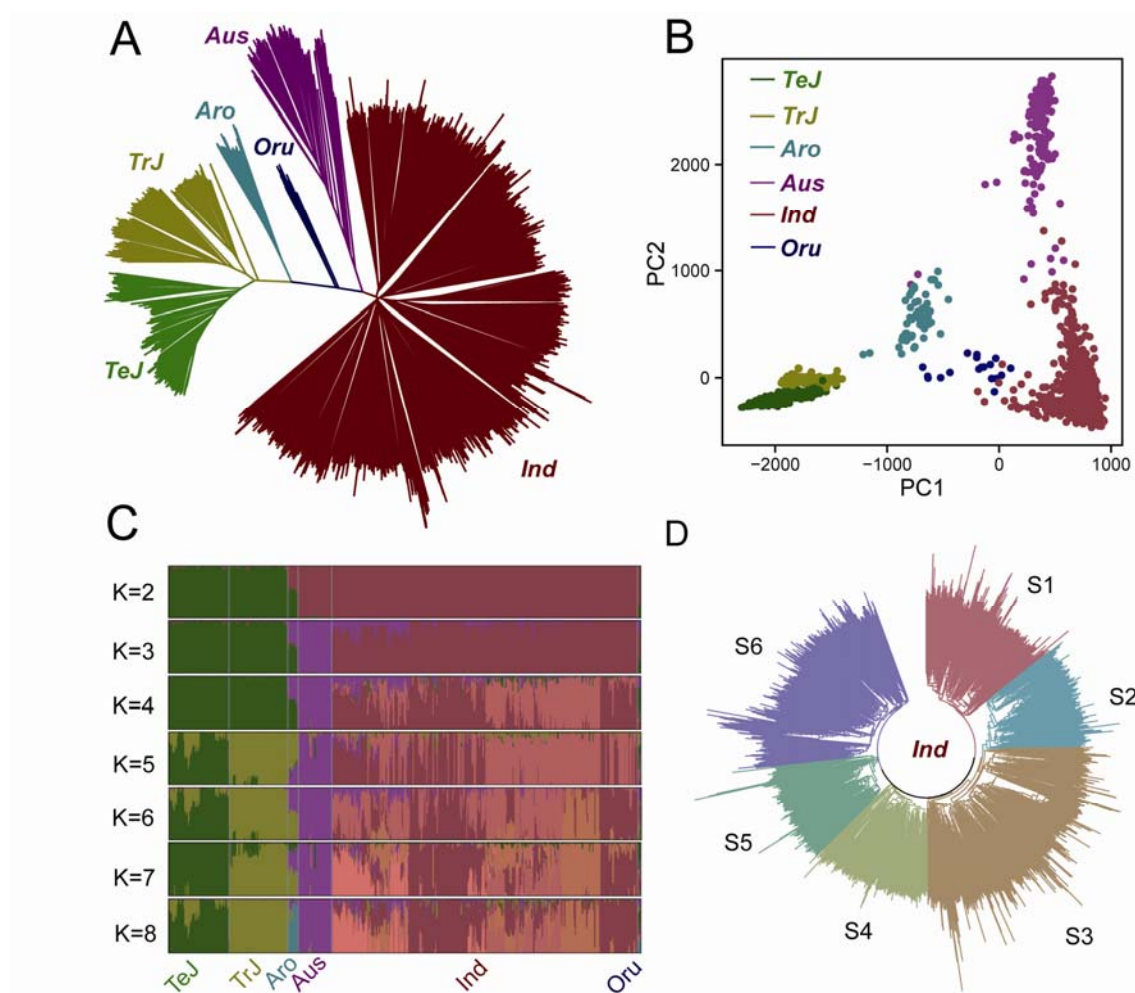 A
Aus
Aro
Oru
TrJ
TeJ
Ind
B
TeJ
TrJ
Aro
Aus
Ind
Oru
PC2
2000
1000
0
−2000
−1000
0
1000
PC1
C
K=2
K=3
K=4
K=5
K=6
K=7
K=8
TeJ
TrJ
Aro
Aus
Ind
Oru
D
S1
S2
S3
S4
S5
S6
Ind